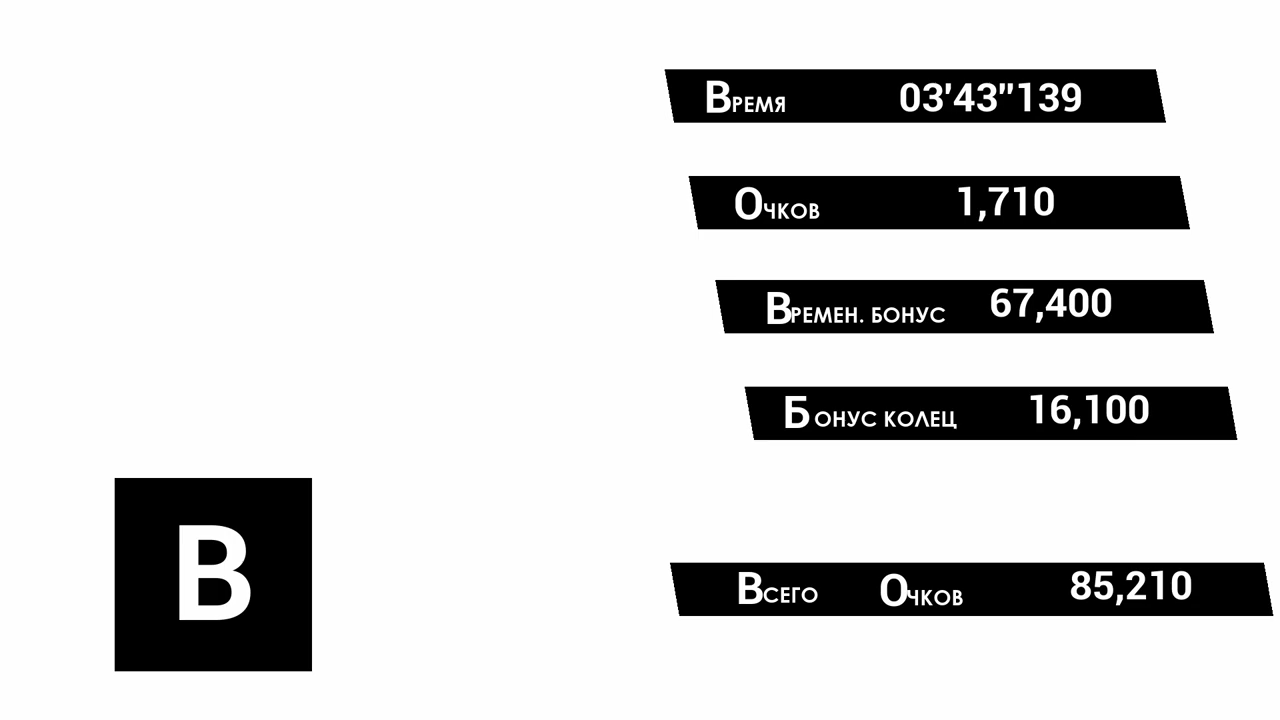 Время 03'43"139
Очков 1,710
Времен. бонус 67,400
Бонус колец 16,100
B
Всего Очков 85,210